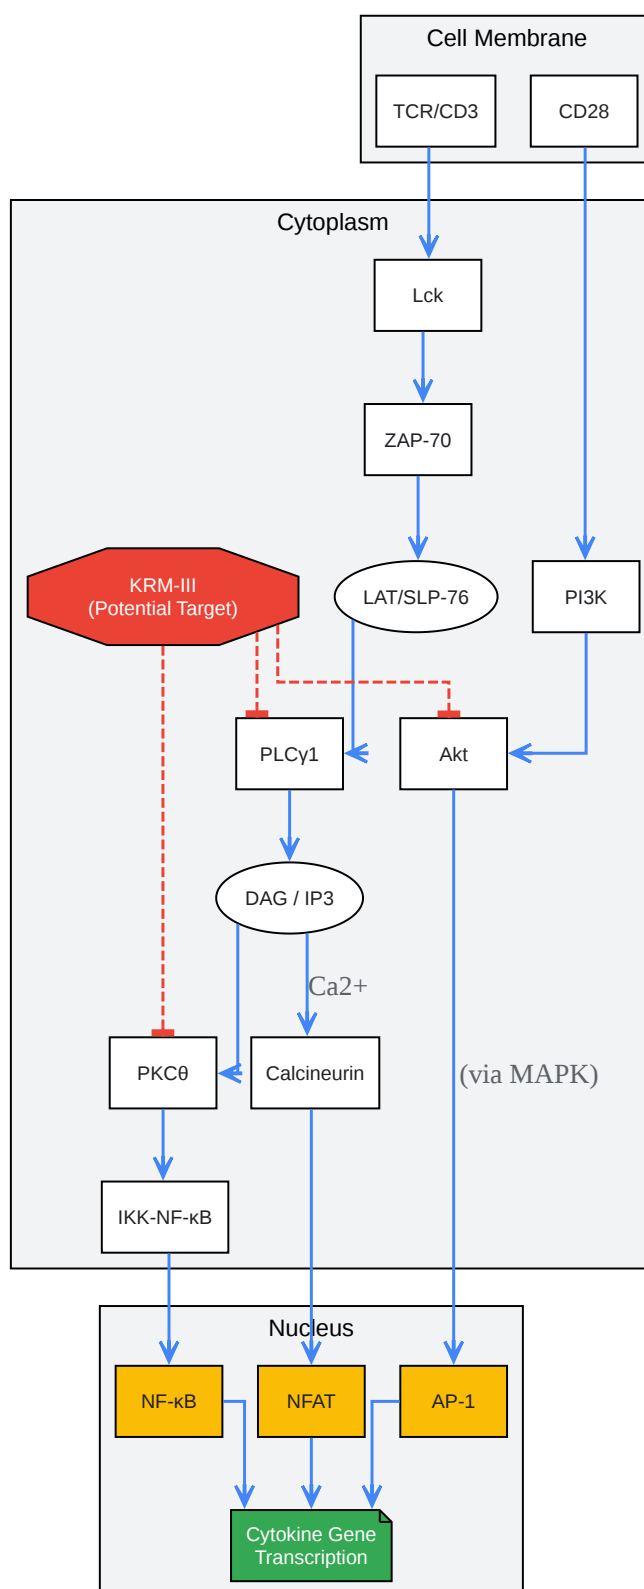 Cell Membrane
TCR/CD3
CD28
Cytoplasm
Lck
ZAP-70
KRM-III
(Potential Target)
LAT/SLP-76
PI3K
PLCγ1
Akt
DAG / IP3
Ca2+
PKCθ
Calcineurin
(via MAPK)
IKK-NF-κB
Nucleus
NF-κB
NFAT
AP-1
Cytokine Gene
Transcription